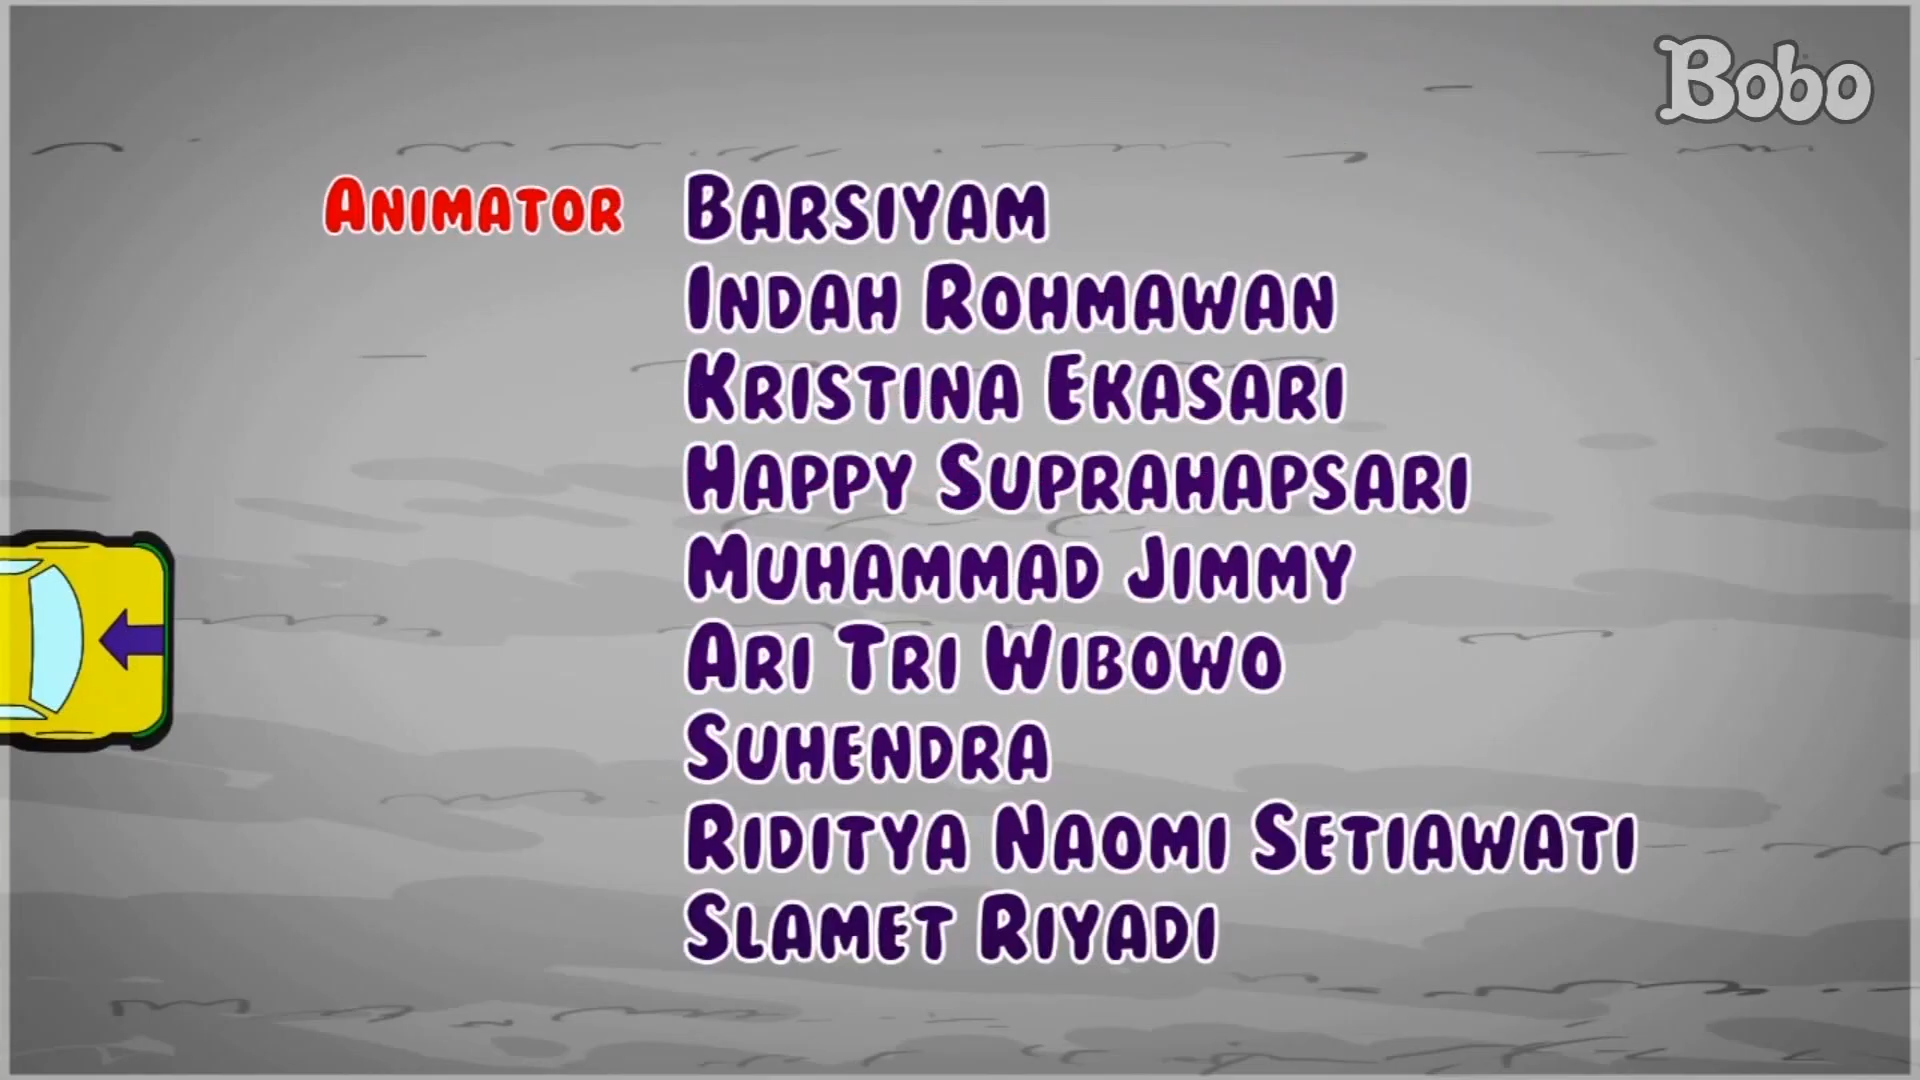 Bobo
Animator Barsiyam
Indah Rohmawan
Kristina Ekasari
Happy Suprahapsari
Muhammad Jimmy
Ari Tri Wibowo
Suhendra
Riditya Naomi Setiawati
Slamet Riyadi